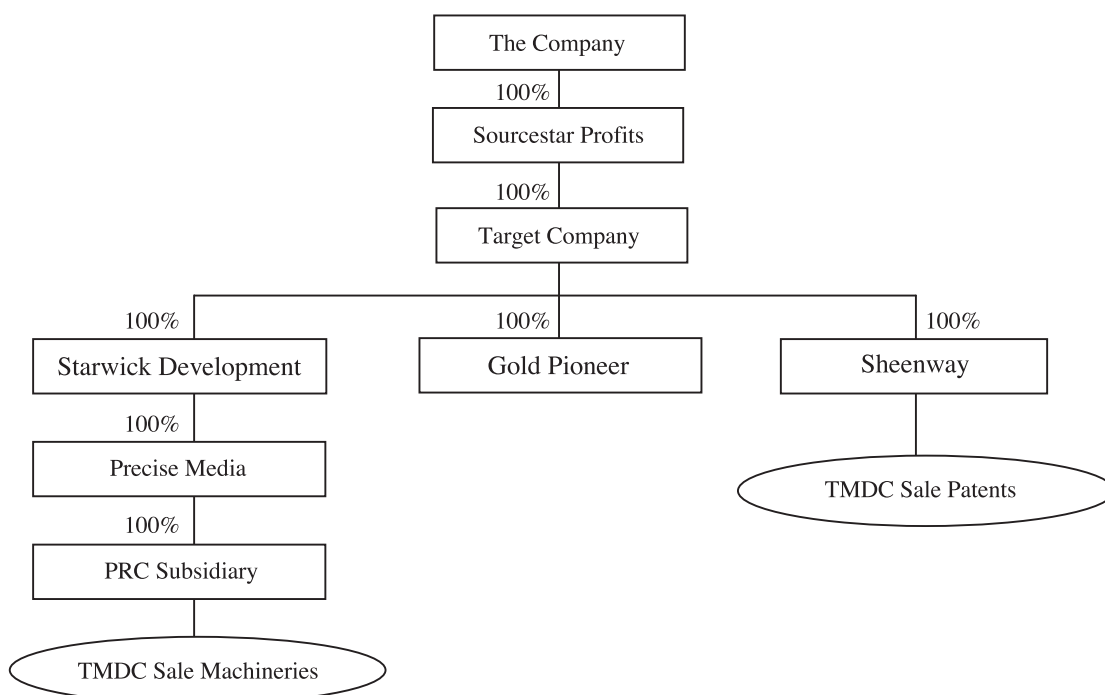 The Company
100%
Sourcestar Profits
100%
Target Company
100%
100%
100%
Starwick Development
Gold Pioneer
Sheenway
100%
Precise Media
TMDC Sale Patents
100%
PRC Subsidiary
TMDC Sale Machineries